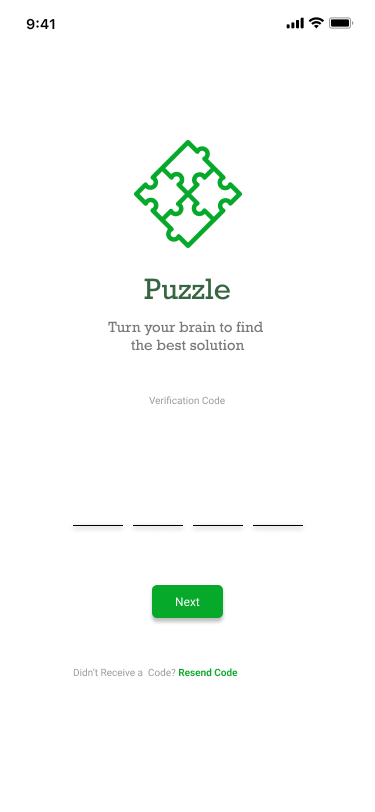 9:41
Puzzle
Turn your brain to find
the best solution
Verification Code
Next
Didn't Receive a  Code? Resend Code